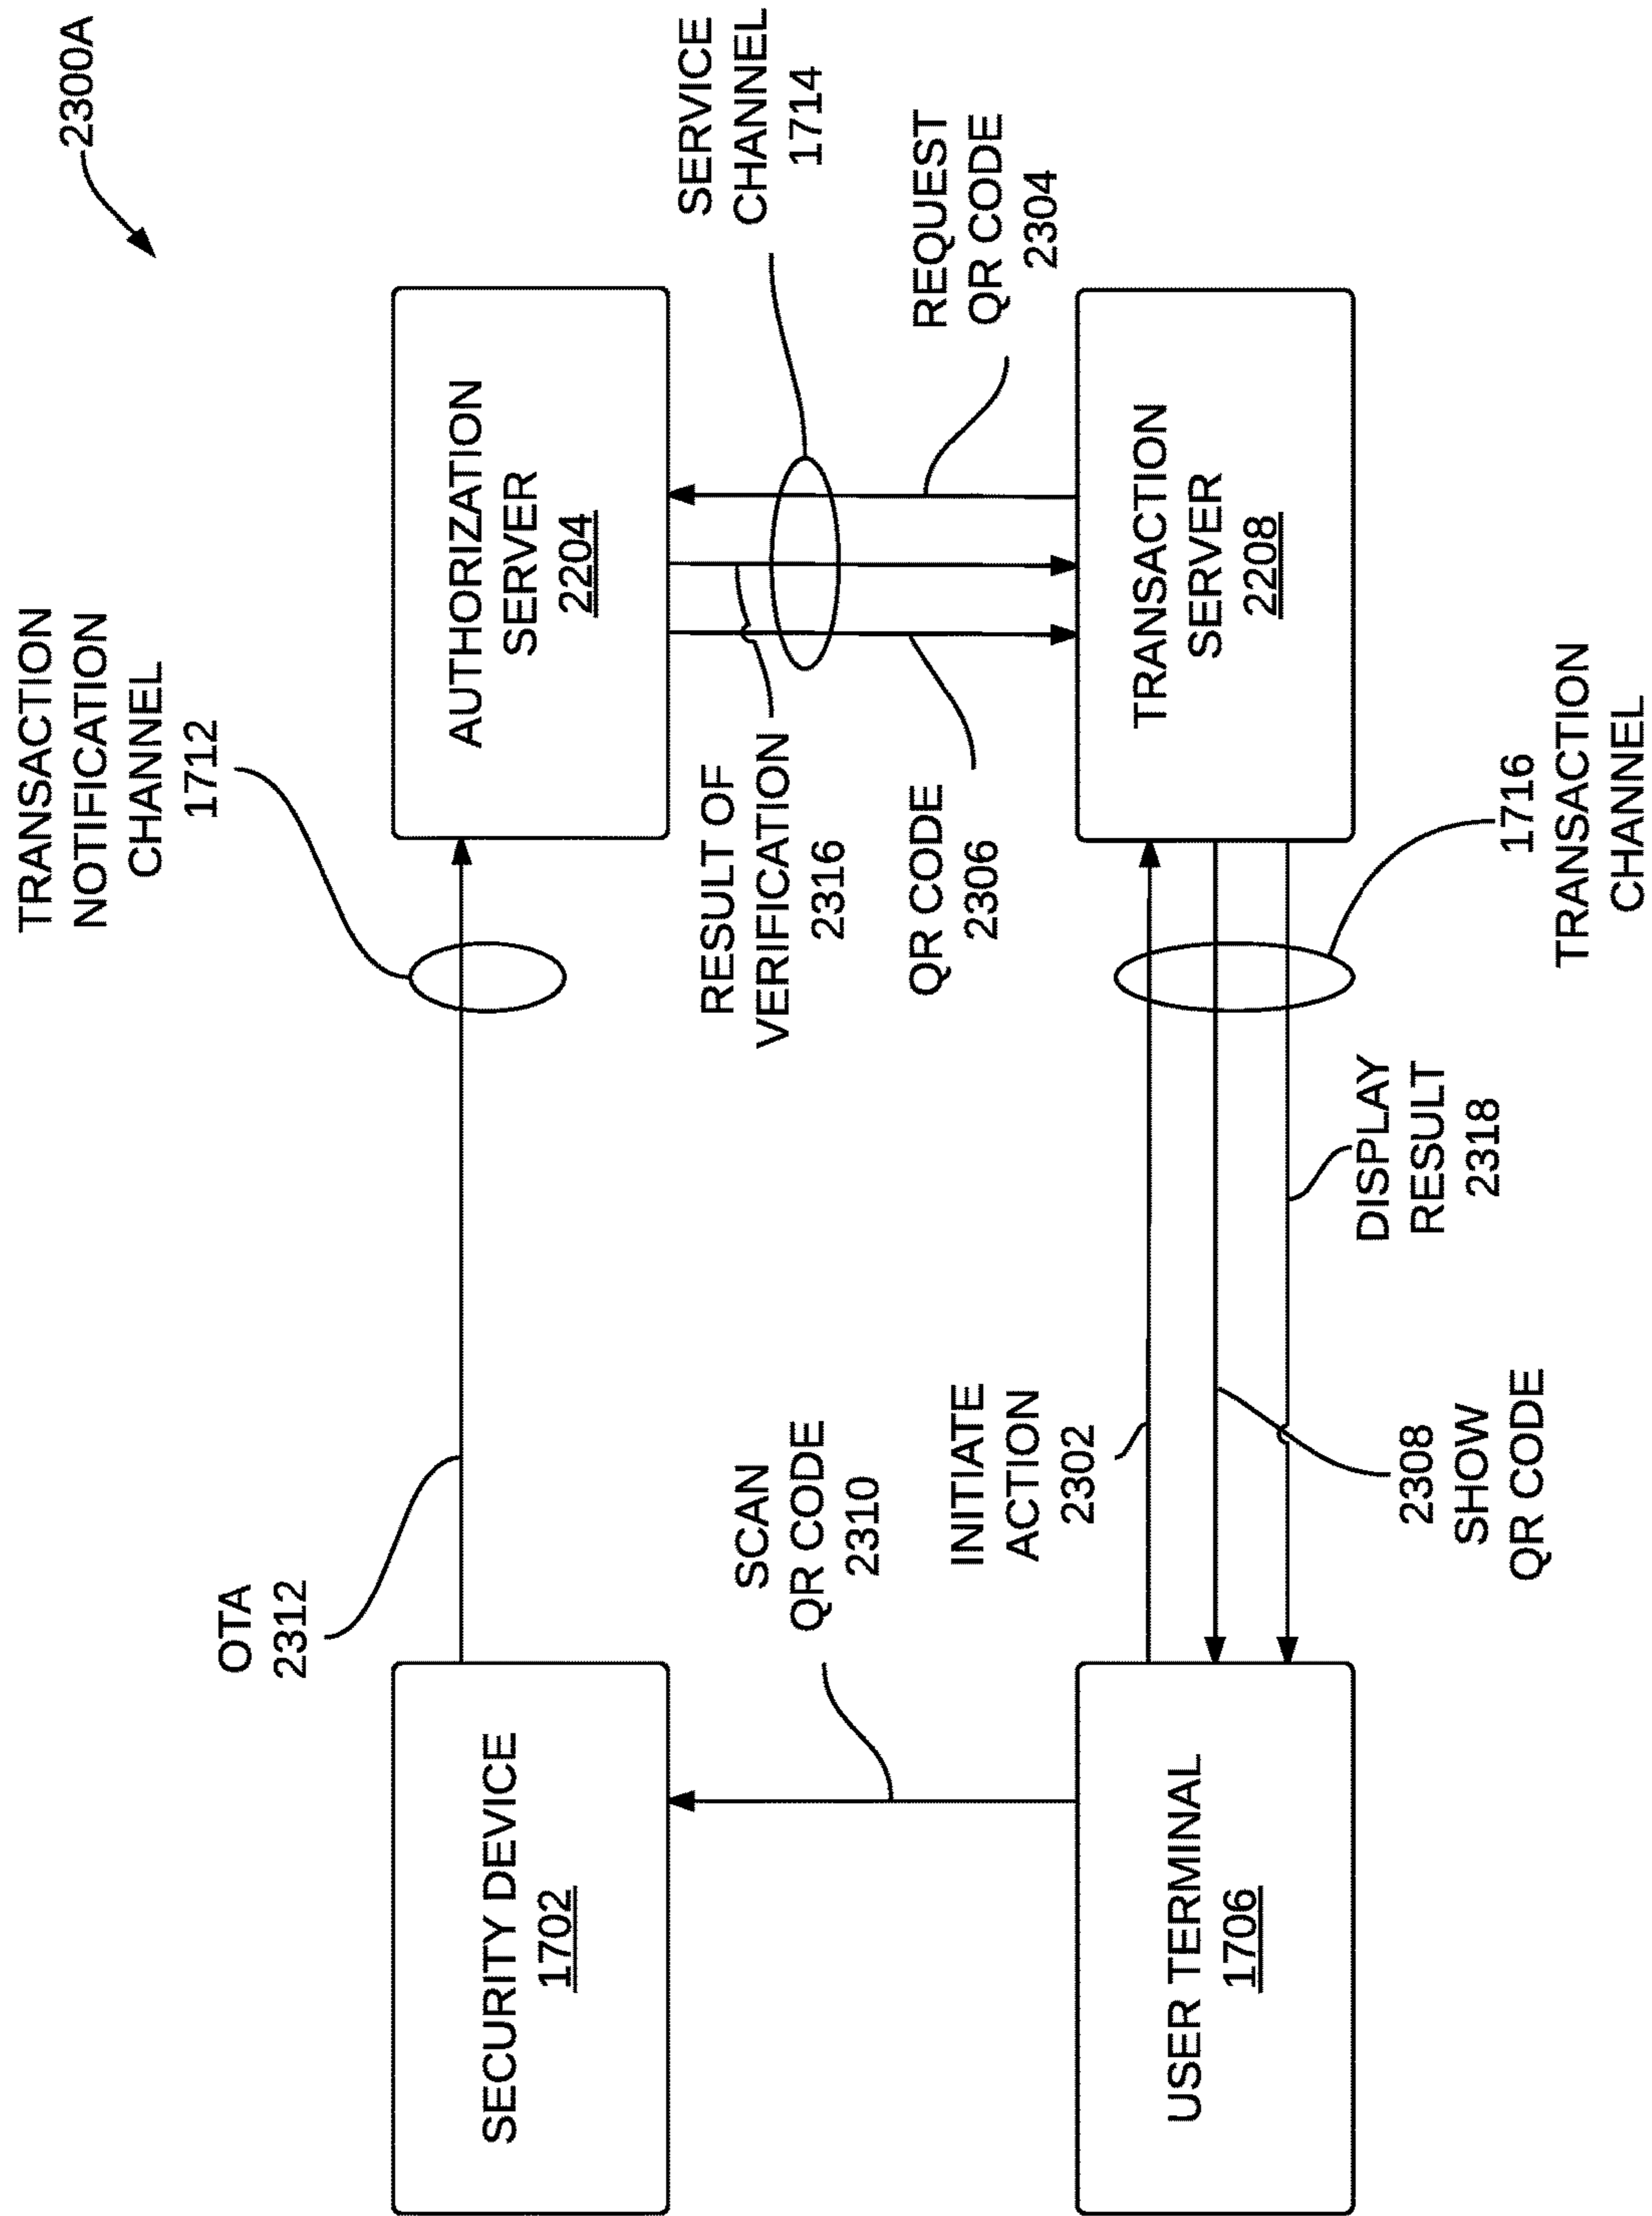 2300A
TRANSACTION
NOTIFICATION
CHANNEL
1712
OTA
2312
SECURITY DEVICE
1702
AUTHORIZATION
SERVER
2204
SERVICE
CHANNEL
1714
SCAN
QR CODE
2310
RESULT OF
VERIFICATION
2316
QR CODE
2306
REQUEST
QR CODE
2304
INITIATE
ACTION
2302
USER TERMINAL
1706
TRANSACTION
SERVER
2208
2308
SHOW
QR CODE
DISPLAY
RESULT
2318
1716
TRANSACTION
CHANNEL